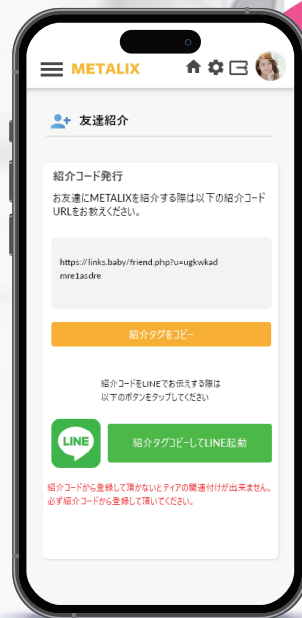 METALIX
友達紹介
紹介コード発行
お友達にMETALIXを紹介する際は以下の紹介コード
URLをお教えください。
https://links.baby/friend.php?u=ugkwkad
mre1asdre
紹介タグをコピー
紹介コードをLINEでお伝えする際は
以下のボタンをタップしてください
LINE
紹介タグコピーしてLINE起動
紹介コードから登録して頂かないとティアの関連付けが出来ません。
必ず紹介コードから登録して頂いてください。